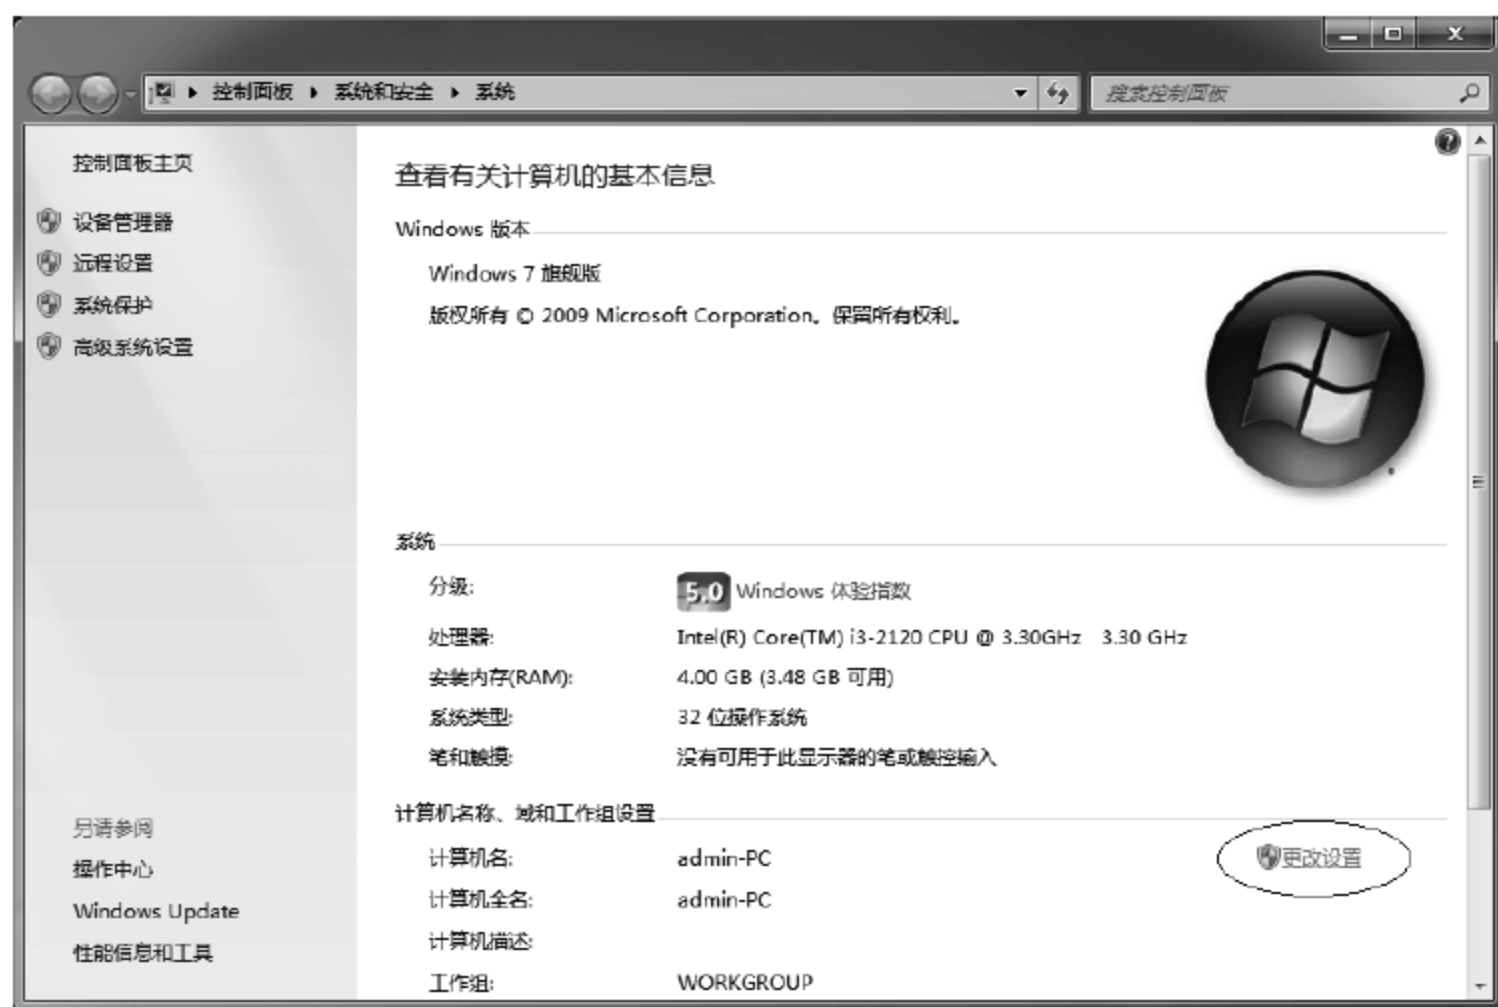 控制面板 系统和安全 系统 搜索控制面板
控制面板主页
设备管理器
远程设置
系统保护
高级系统设置
另请参阅
操作中心
Windows Update
性能信息和工具
查看有关计算机的基本信息
Windows 版本
Windows 7 旗舰版
版权所有 © 2009 Microsoft Corporation。保留所有权利。
系统
分级: 5.0 Windows 体验指数
处理器: Intel(R) Core(TM) i3-2120 CPU @ 3.30GHz 3.30 GHz
安装内存(RAM): 4.00 GB (3.48 GB 可用)
系统类型: 32 位操作系统
笔和触摸: 没有可用于此显示器的笔或触控输入
计算机名称、域和工作组设置
计算机名: admin-PC 更改设置
计算机全名: admin-PC
计算机描述:
工作组: WORKGROUP